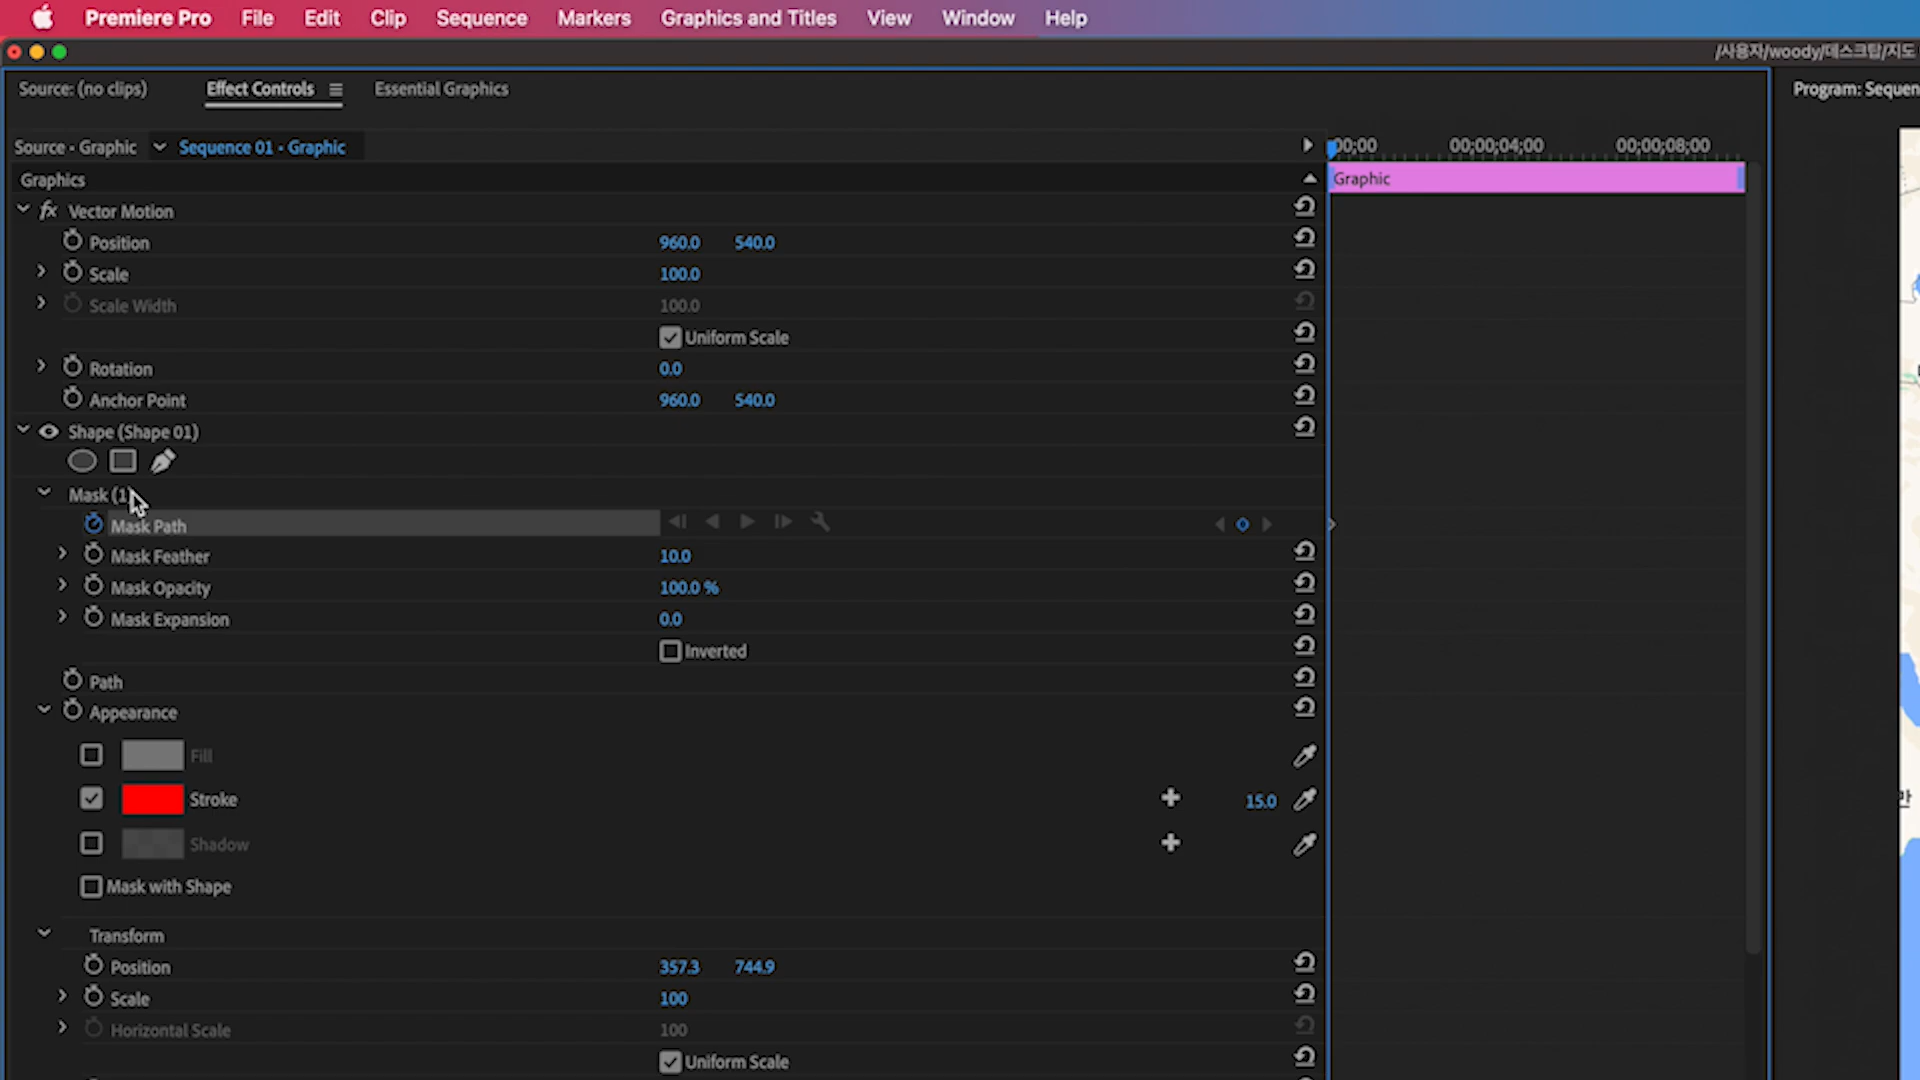 Premiere Pro File Edit Clip Sequence Markers Graphics and Titles View Window Help
/사용자/woody/데스크탑/지도
Source: (no clips) Effect Controls Essential Graphics Program: Sequen
Source - Graphic Sequence 01 - Graphic 00;00 00;00;04;00 00;00;08;00
Graphics Graphic
fx Vector Motion
Position 960.0 540.0
Scale 100.0
Scale Width 100.0
Uniform Scale
Rotation 0.0
Anchor Point 960.0 540.0
Shape (Shape 01)
Mask (1)
Mask Path
Mask Feather 10.0
Mask Opacity 100.0 %
Mask Expansion 0.0
Inverted
Path
Appearance
Fill
Stroke 15.0
Shadow
Mask with Shape
Transform
Position 357.3 744.9
Scale 100
Horizontal Scale 100
Uniform Scale